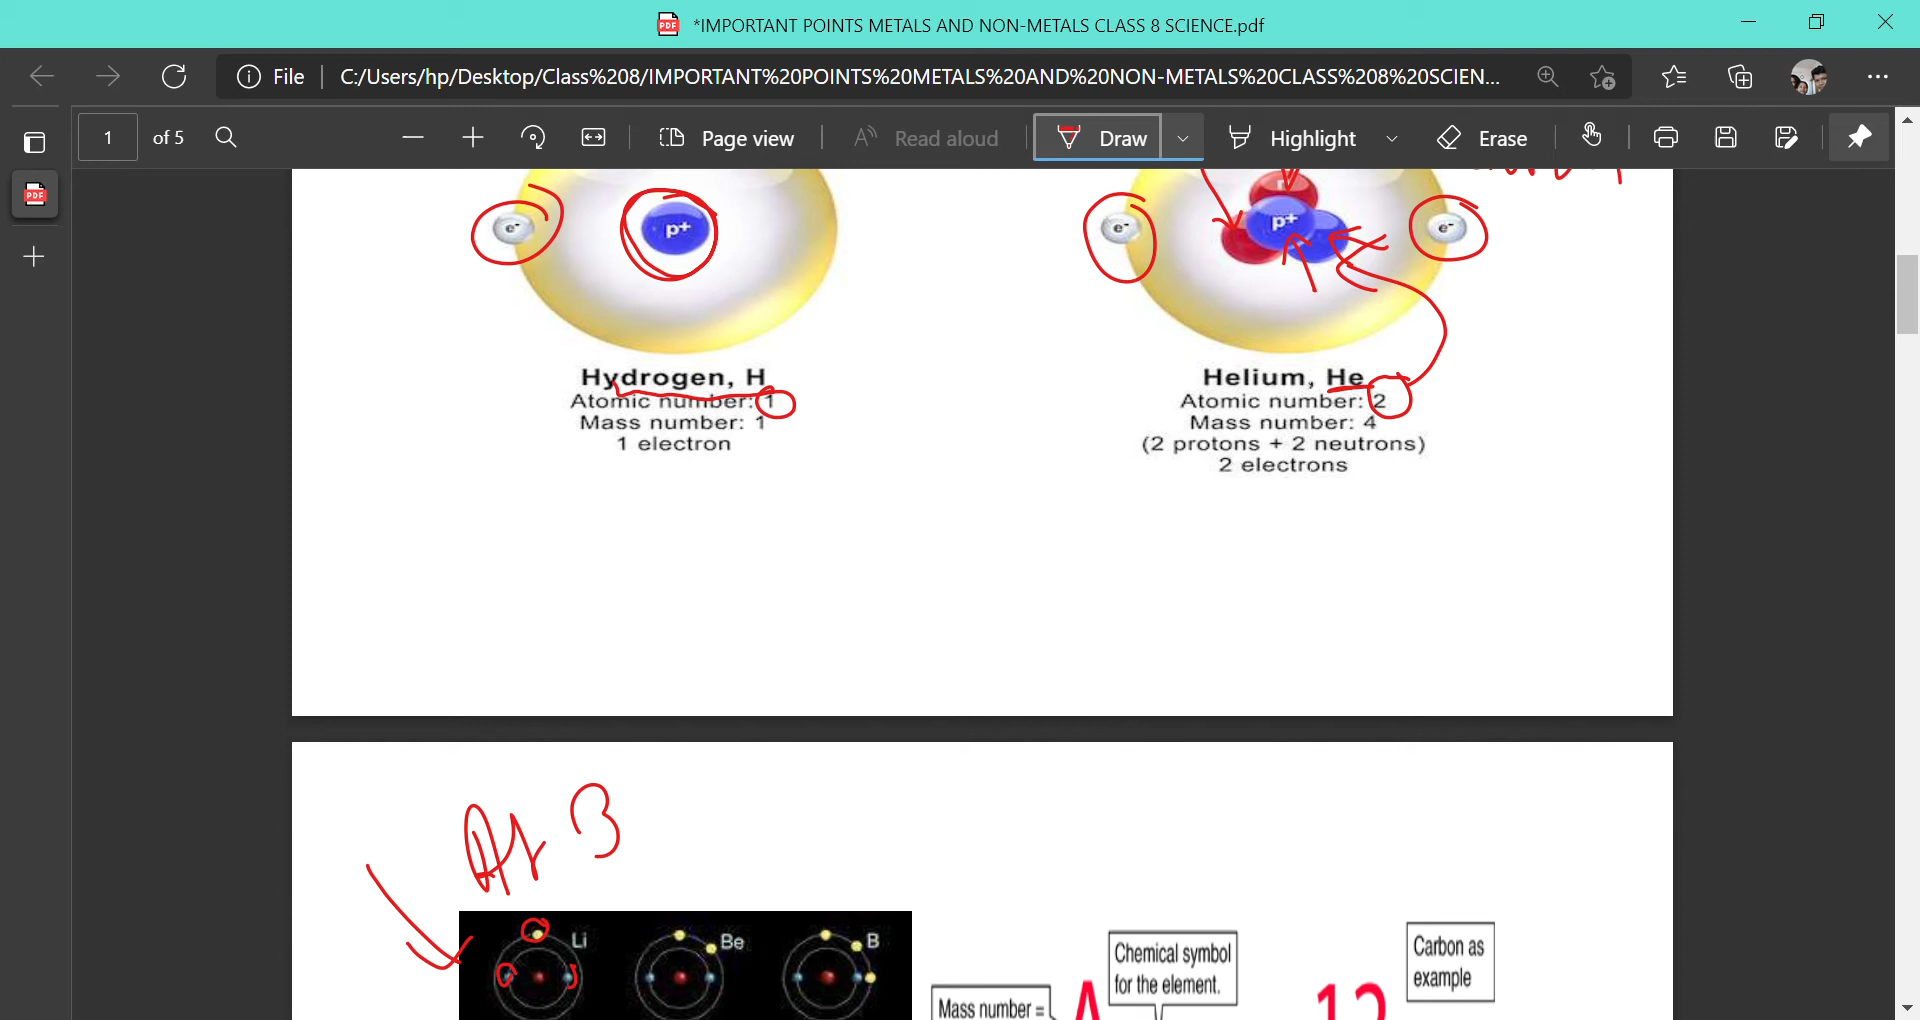 *IMPORTANT POINTS METALS AND NON-METALS CLASS 8 SCIENCE.pdf
File
C:/Users/hp/Desktop/Class%208/IMPORTANT%20POINTS%20METALS%20AND%20NON-METALS%20CLASS%208%20SCIEN...
1 of 5
Page view
Read aloud
Draw
Highlight
Erase
e-
p+
e-
p+
e-
Hydrogen, H
Atomic number: 1
Mass number: 1
1 electron
Helium, He
Atomic number: 2
Mass number: 4
(2 protons + 2 neutrons)
2 electrons
3
Li
Be
B
Chemical symbol
for the element.
Carbon as
example
Mass number =
A
12